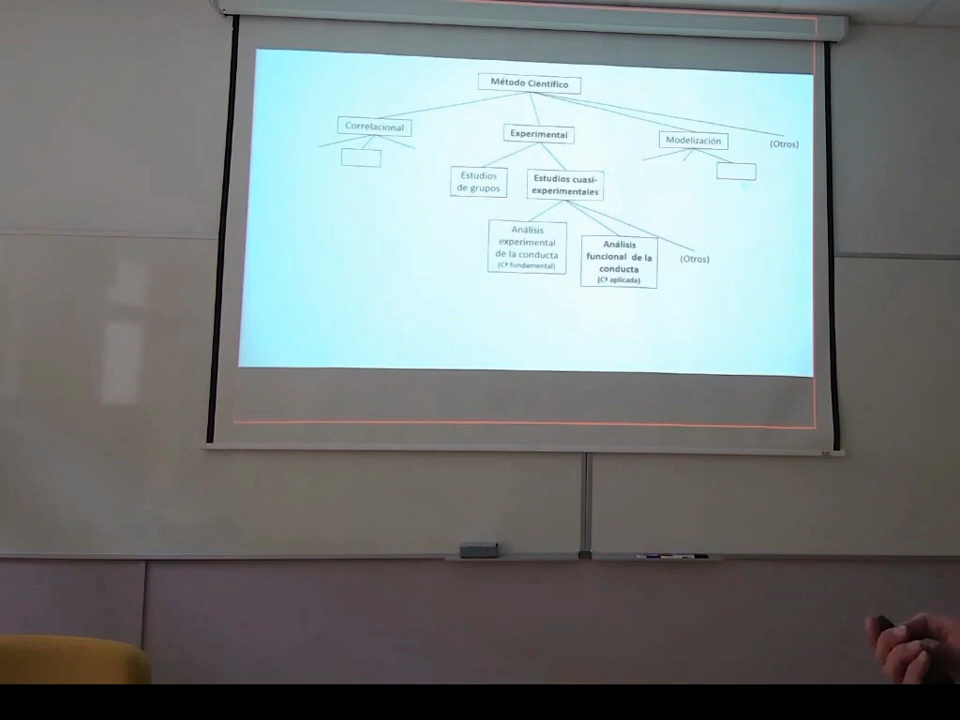 Método Científico
Correlacional
Experimental
Modelización
(Otros)
Estudios
de grupos
Estudios cuasi-
experimentales
Análisis
experimental
de la conducta
(Cª fundamental)
Análisis
funcional de la
conducta
(Cª aplicada)
(Otros)